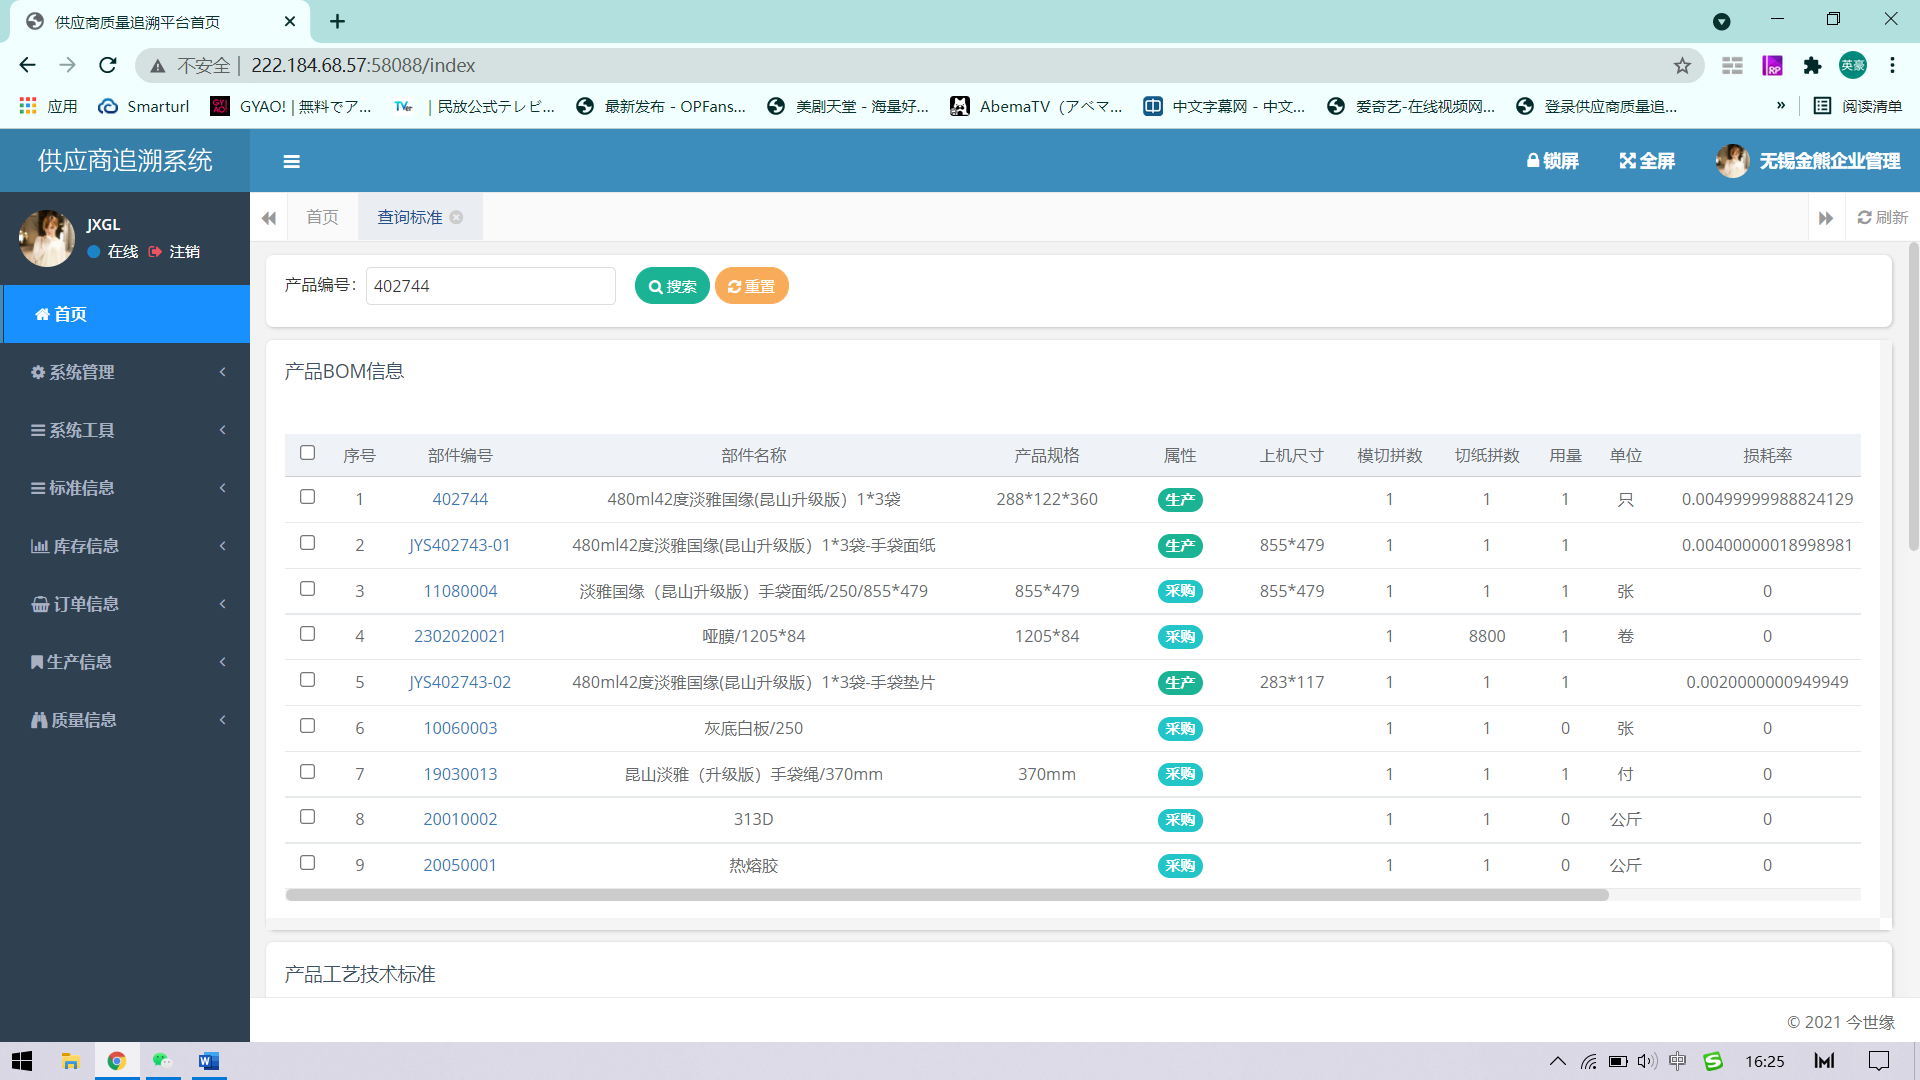 供应商质量追溯平台首页
不安全 | 222.184.68.57:58088/index
英豪
应用 Smarturl GYAO! | 無料でア... | 民放公式テレビ... 最新发布 - OPFans... 美剧天堂 - 海量好... AbemaTV（アベマ... 中文字幕网 - 中文... 爱奇艺-在线视频网... 登录供应商质量追... » 阅读清单
供应商追溯系统 锁屏 全屏 无锡金熊企业管理
JXGL
在线 注销
首页 查询标准 刷新
产品编号： 402744 搜索 重置
首页
系统管理
系统工具
标准信息
库存信息
订单信息
生产信息
质量信息
产品BOM信息
序号 部件编号 部件名称 产品规格 属性 上机尺寸 模切拼数 切纸拼数 用量 单位 损耗率
1 402744 480ml42度淡雅国缘(昆山升级版）1*3袋 288*122*360 生产 1 1 1 只 0.00499999988824129
2 JYS402743-01 480ml42度淡雅国缘(昆山升级版）1*3袋-手袋面纸 生产 855*479 1 1 1 0.00400000018998981
3 11080004 淡雅国缘（昆山升级版）手袋面纸/250/855*479 855*479 采购 855*479 1 1 1 张 0
4 2302020021 哑膜/1205*84 1205*84 采购 1 8800 1 卷 0
5 JYS402743-02 480ml42度淡雅国缘(昆山升级版）1*3袋-手袋垫片 生产 283*117 1 1 1 0.0020000000949949
6 10060003 灰底白板/250 采购 1 1 0 张 0
7 19030013 昆山淡雅（升级版）手袋绳/370mm 370mm 采购 1 1 1 付 0
8 20010002 313D 采购 1 1 0 公斤 0
9 20050001 热熔胶 采购 1 1 0 公斤 0
产品工艺技术标准
© 2021 今世缘
中 16:25